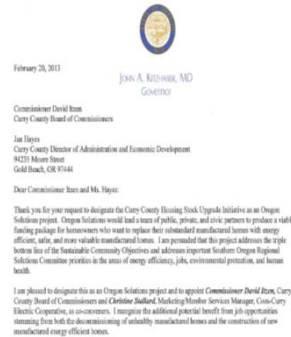 February 20, 2013
JOHN A. KITZHABER, MD
Governor
Commissioner David Itzen
Curry County Board of Commissioners
Jan Hayes
Curry County Director of Administration and Economic Development
94235 Moore Street
Gold Beach, OR 97444
Dear Commissioner Itzen and Ms. Hayes:
Thank you for your request to designate the Curry County Housing Stock Upgrade Initiative as an Oregon
Solutions project. Oregon Solutions would lead a team of public, private, and civic partners to produce a viabl
funding package for homeowners who want to replace their substandard manufactured homes with energy
efficient, safer, and more valuable manufactured homes. I am persuaded that this project addresses the triple
bottom line of the Sustainable Community Objectives and addresses important Southern Oregon Regional
Solutions Committee priorities in the areas of energy efficiency, jobs, environmental protection, and human
health.
I am pleased to designate this as an Oregon Solutions project and to appoint Commissioner David Itzen, Curry
County Board of Commissioners and Christine Stallard, Marketing/Member Services Manager, Coos-Curry
Electric Cooperative, as co-conveners. I recognize the additional potential benefit from job opportunities
stemming from both the decommissioning of unhealthy manufactured homes and the construction of new
manufactured energy efficient homes.